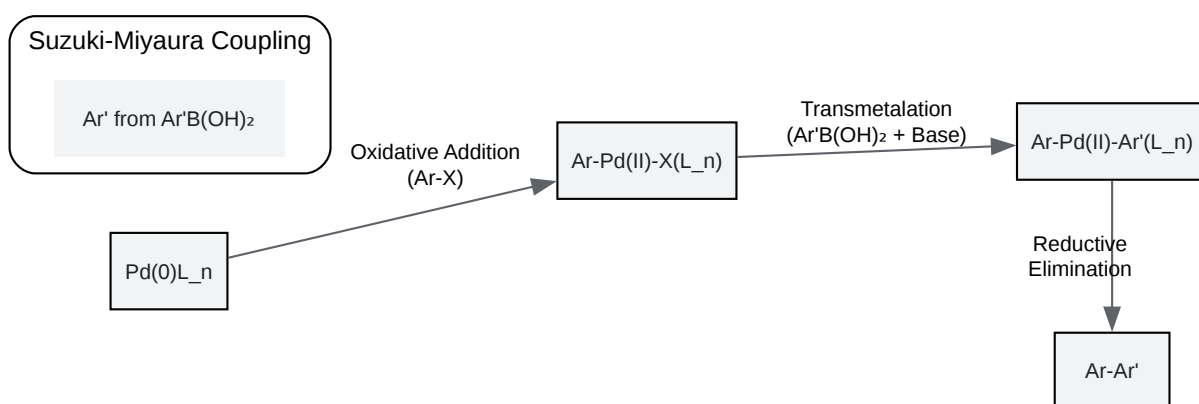 Suzuki-Miyaura Coupling
Ar' from Ar'B(OH)₂
Oxidative Addition
(Ar-X)
Transmetalation
(Ar'B(OH)₂ + Base)
Pd(0)L_n
Ar-Pd(II)-X(L_n)
Ar-Pd(II)-Ar'(L_n)
Reductive
Elimination
Ar-Ar'